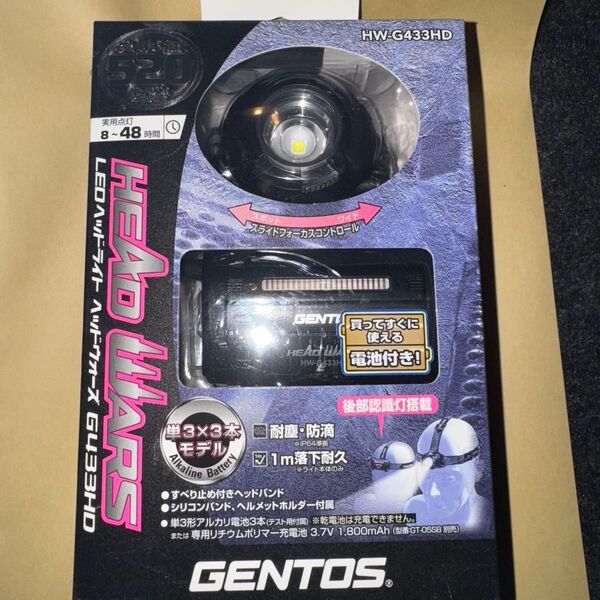 HW-G433HD
520
実用点灯
8～48時間
HEAD WARS
LEDヘッドライト ヘッドウォーズ G433HD
スポット ワイド
スライドフォーカスコントロール
GENTOS
HEAD WARS
HW-G433H
買ってすぐに
使える
電池付き!
後部認識灯搭載
単3×3本
モデル
Alkaline Battery
耐塵・防滴
※IP64準拠
1m落下耐久
※ライト本体のみ
●すべり止め付きヘッドバンド
●シリコンバンド、ヘルメットホルダー付属
●単3形アルカリ電池3本(テスト用付属) ※乾電池は充電できません。
または 専用リチウムポリマー充電池 3.7V 1,800mAh (型番:GT-05SB 別売)
GENTOS®